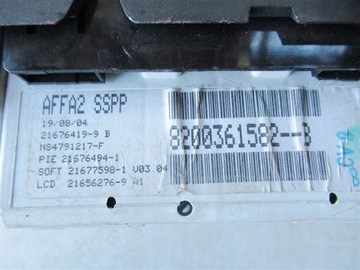 AFFA2 SSPP
19/08/04
21676419-9 B
NS4791217-F
PIE 21676494-1
SOFT 21677598-1 V03.04
LCD 21656276-9 A1
8200361582--B